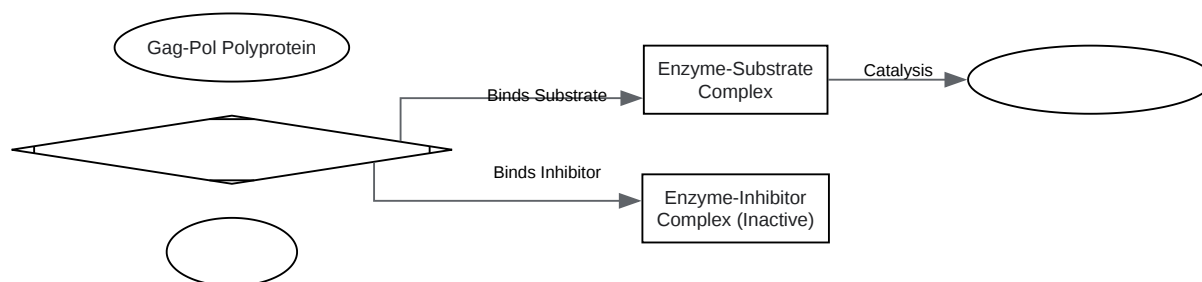 Gag-Pol Polyprotein
Enzyme-Substrate
Complex
Catalysis
Binds Substrate
Binds Inhibitor
Enzyme-Inhibitor
Complex (Inactive)